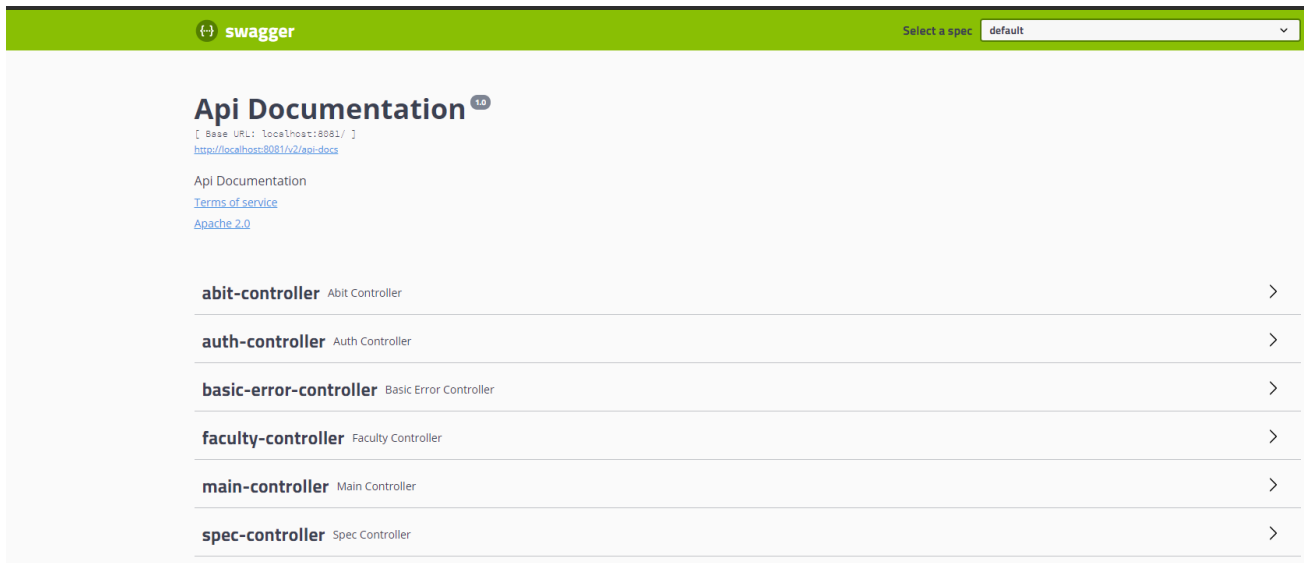 swagger
Select a spec default
Api Documentation 1.0
[ Base URL: localhost:8081/ ]
http://localhost:8081/v2/api-docs
Api Documentation
Terms of service
Apache 2.0
abit-controller Abit Controller
auth-controller Auth Controller
basic-error-controller Basic Error Controller
faculty-controller Faculty Controller
main-controller Main Controller
spec-controller Spec Controller